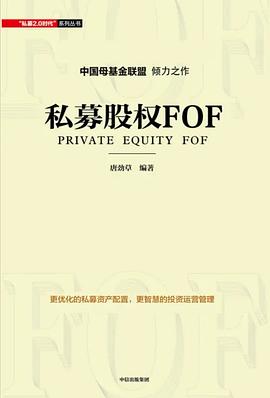 “私募2.0时代”系列丛书
中国母基金联盟 倾力之作
私募股权FOF
PRIVATE EQUITY FOF
唐劲草 编著
更优化的私募资产配置，更智慧的投资运营管理
中信出版集团
FOF
FOF